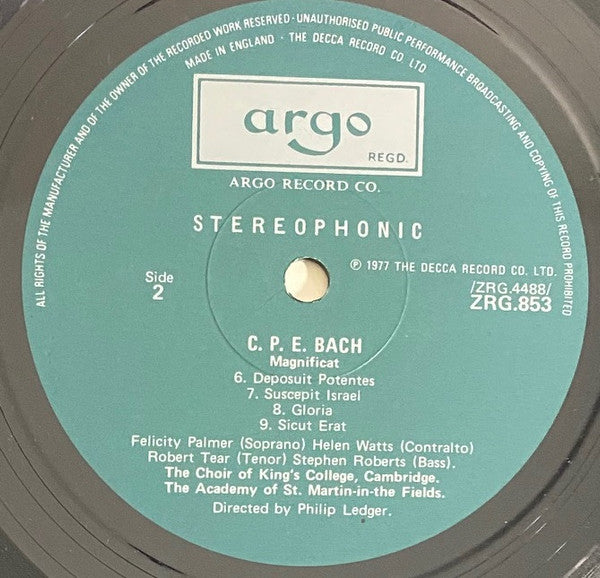 ALL RIGHTS OF THE MANUFACTURER AND OF THE OWNER OF THE RECORDED WORK RESERVED · UNAUTHORISED PUBLIC PERFORMANCE BROADCASTING AND COPYING OF THIS RECORD PROHIBITED
MADE IN ENGLAND · THE DECCA RECORD CO LTD
argo
REGD.
ARGO RECORD CO.
STEREOPHONIC
℗ 1977 THE DECCA RECORD CO. LTD.
Side
2
/ZRG.4488/
ZRG.853
C. P. E. BACH
Magnificat
6. Deposuit Potentes
7. Suscepit Israel
8. Gloria
9. Sicut Erat
Felicity Palmer (Soprano) Helen Watts (Contralto)
Robert Tear (Tenor) Stephen Roberts (Bass).
The Choir of King's College, Cambridge.
The Academy of St. Martin-in-the Fields.
Directed by Philip Ledger.